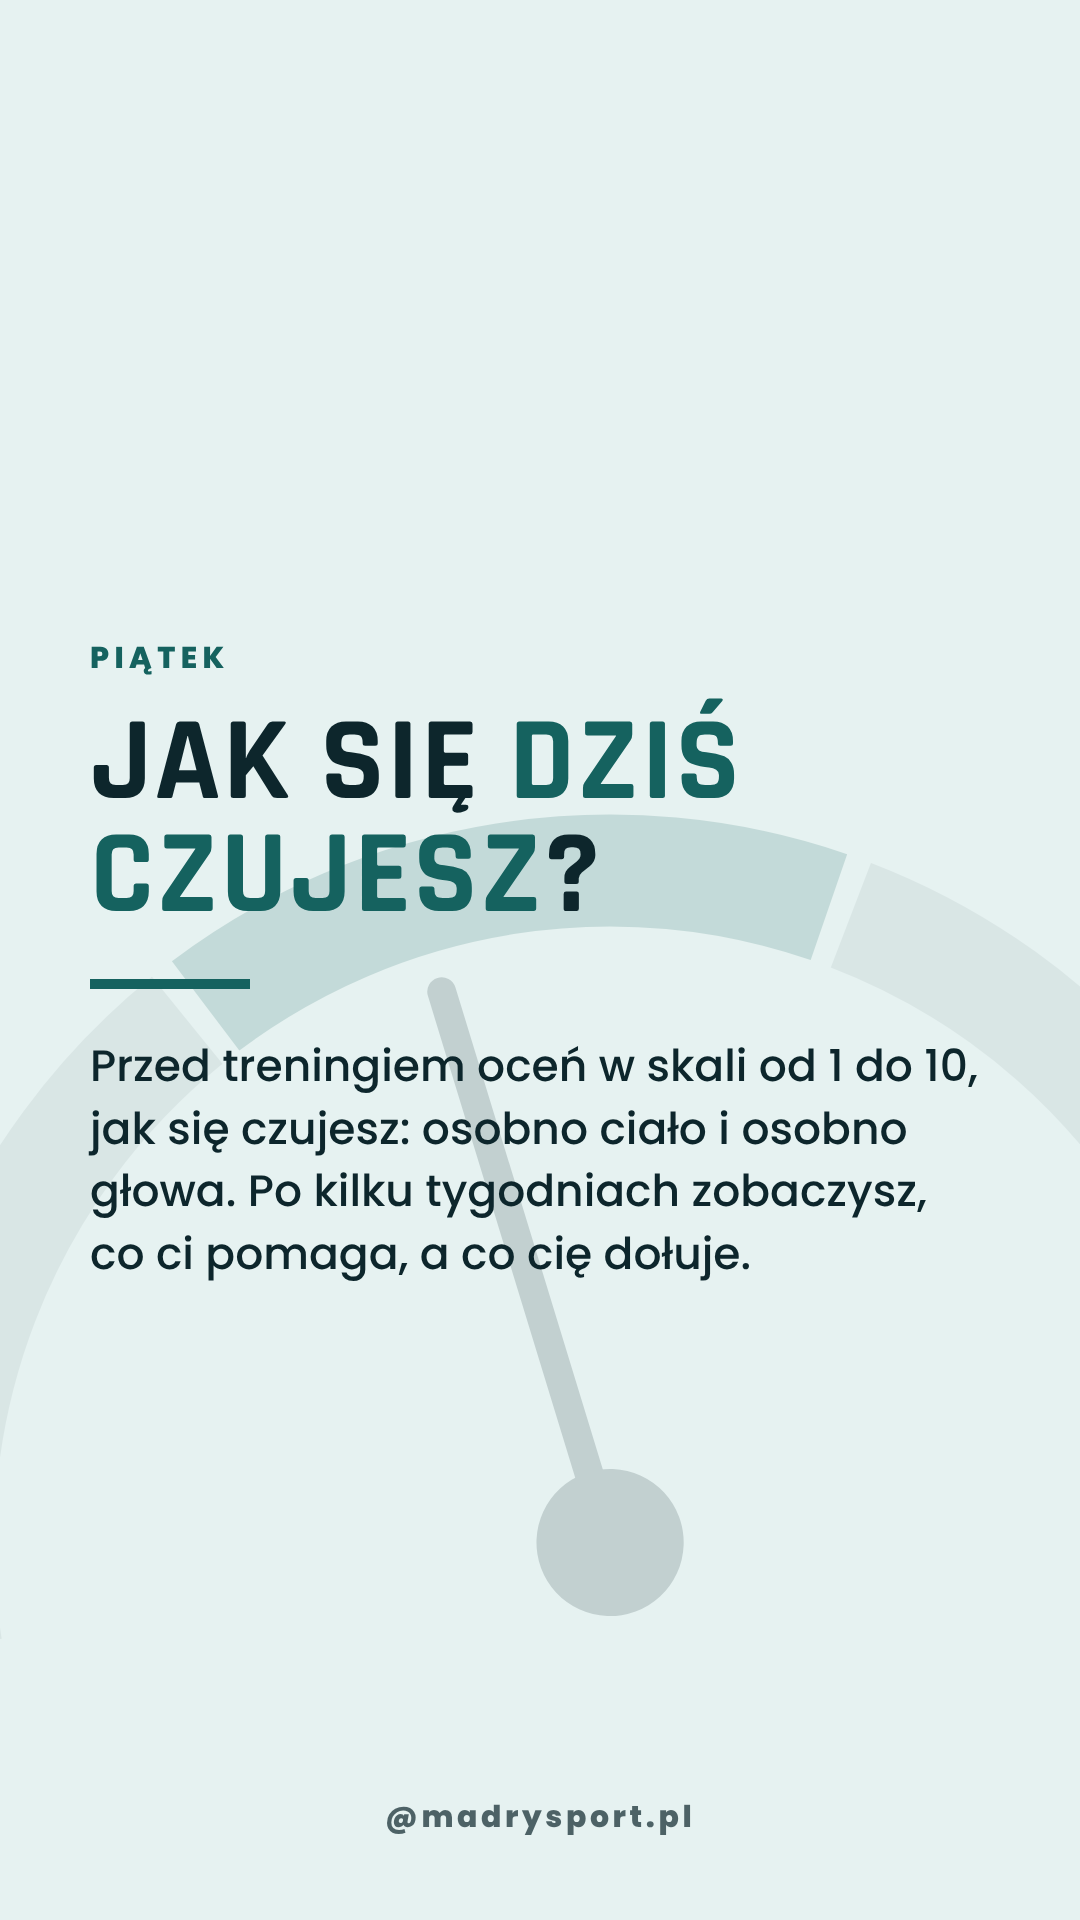 PIĄTEK
JAK SIĘ DZIŚ
CZUJESZ?
Przed treningiem oceń w skali od 1 do 10,
jak się czujesz: osobno ciało i osobno
głowa. Po kilku tygodniach zobaczysz,
co ci pomaga, a co cię dołuje.
@madrysport.pl